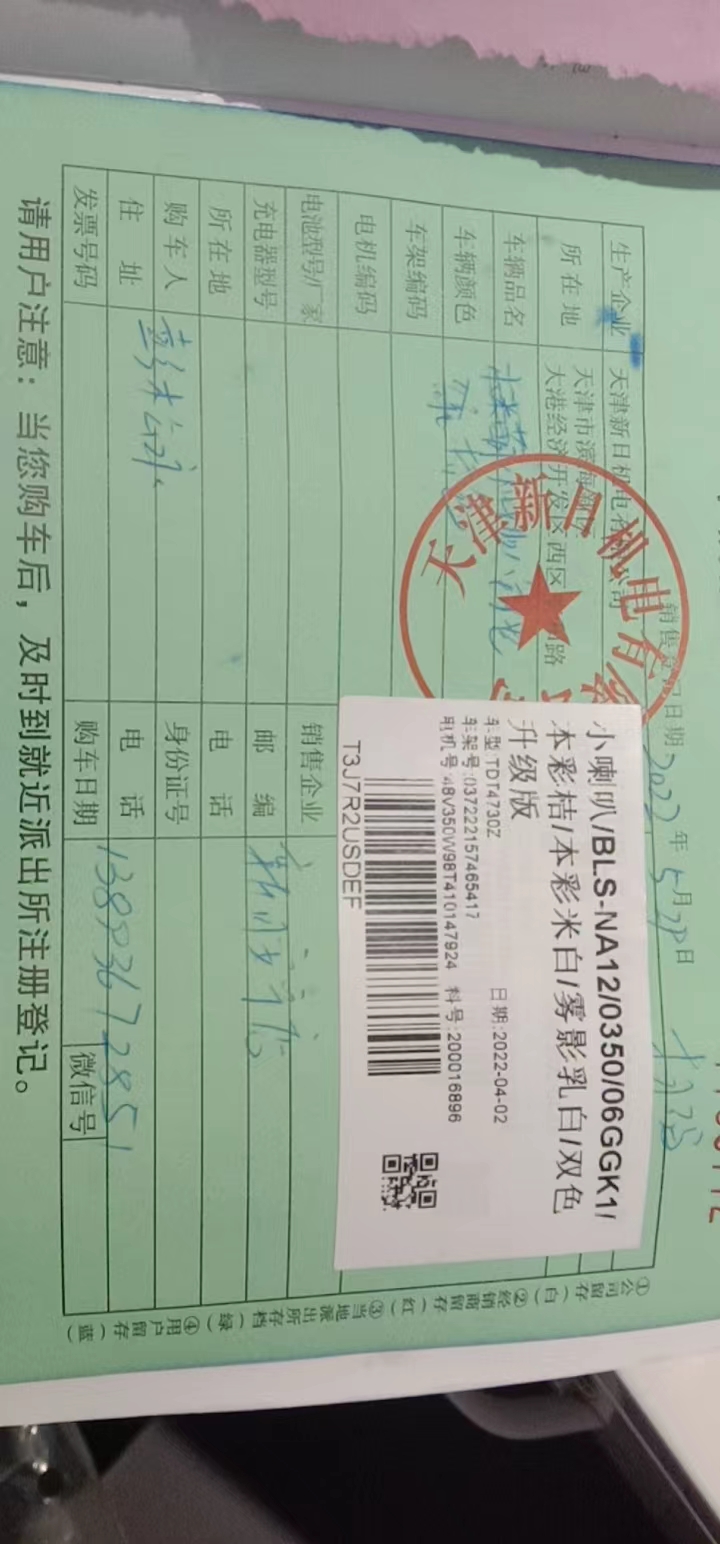 销售登记日期 2022年5月2日
生产企业 天津新日机电有限公司
所在地 天津市滨海新区
大港经济开发区西区 路
车辆品名
车辆颜色
车架编码
电机编码
电池型号/厂家 销售企业
充电器型号 邮编
所在地 电话
购车人 身份证号
住址 电话 13893672851
发票号码 购车日期 微信号
请用户注意：当您购车后，及时到就近派出所注册登记。
天津新日机电有
小喇叭/BLS-NA12/0350/06GGK1/
本彩桔/本彩米白/雾影乳白/双色
升级版
车型:TDT4730Z 日期:2022-04-02
车架号:037222157465417
电机号:48V350W98T410147924 料号:200016896
T3J7R2USDEF
①公司留存（白）②经销商留存（红）③当地派出所存档（绿）④用户留存（蓝）